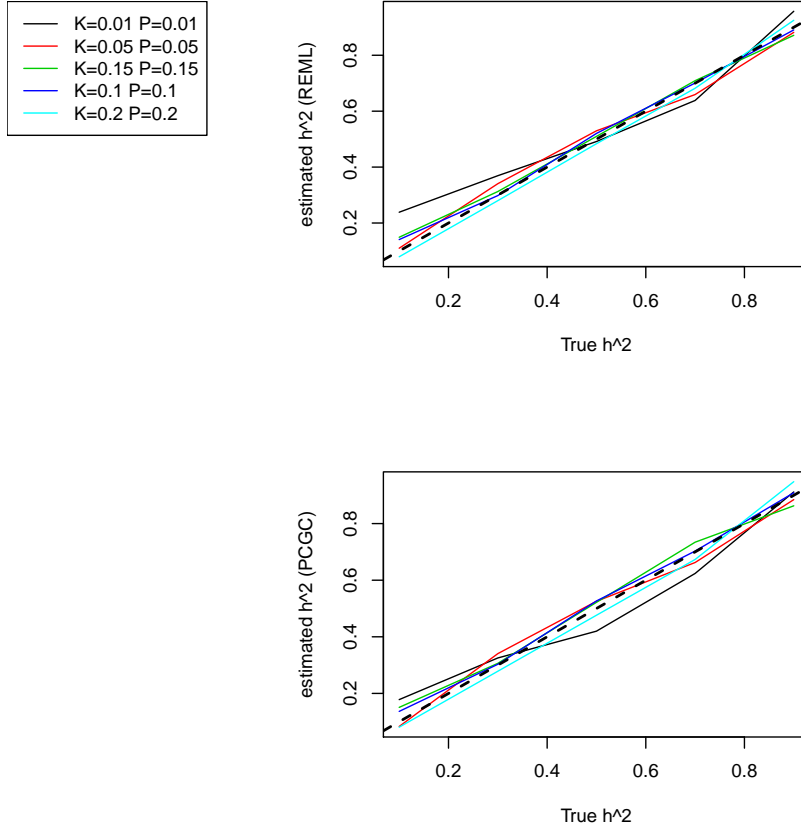 K=0.01 P=0.01
K=0.05 P=0.05
K=0.15 P=0.15
K=0.1 P=0.1
K=0.2 P=0.2
estimated h^2 (REML)
0.8
0.6
0.4
0.2
0.2 0.4 0.6 0.8
True h^2
estimated h^2 (PCGC)
0.8
0.6
0.4
0.2
0.2 0.4 0.6 0.8
True h^2